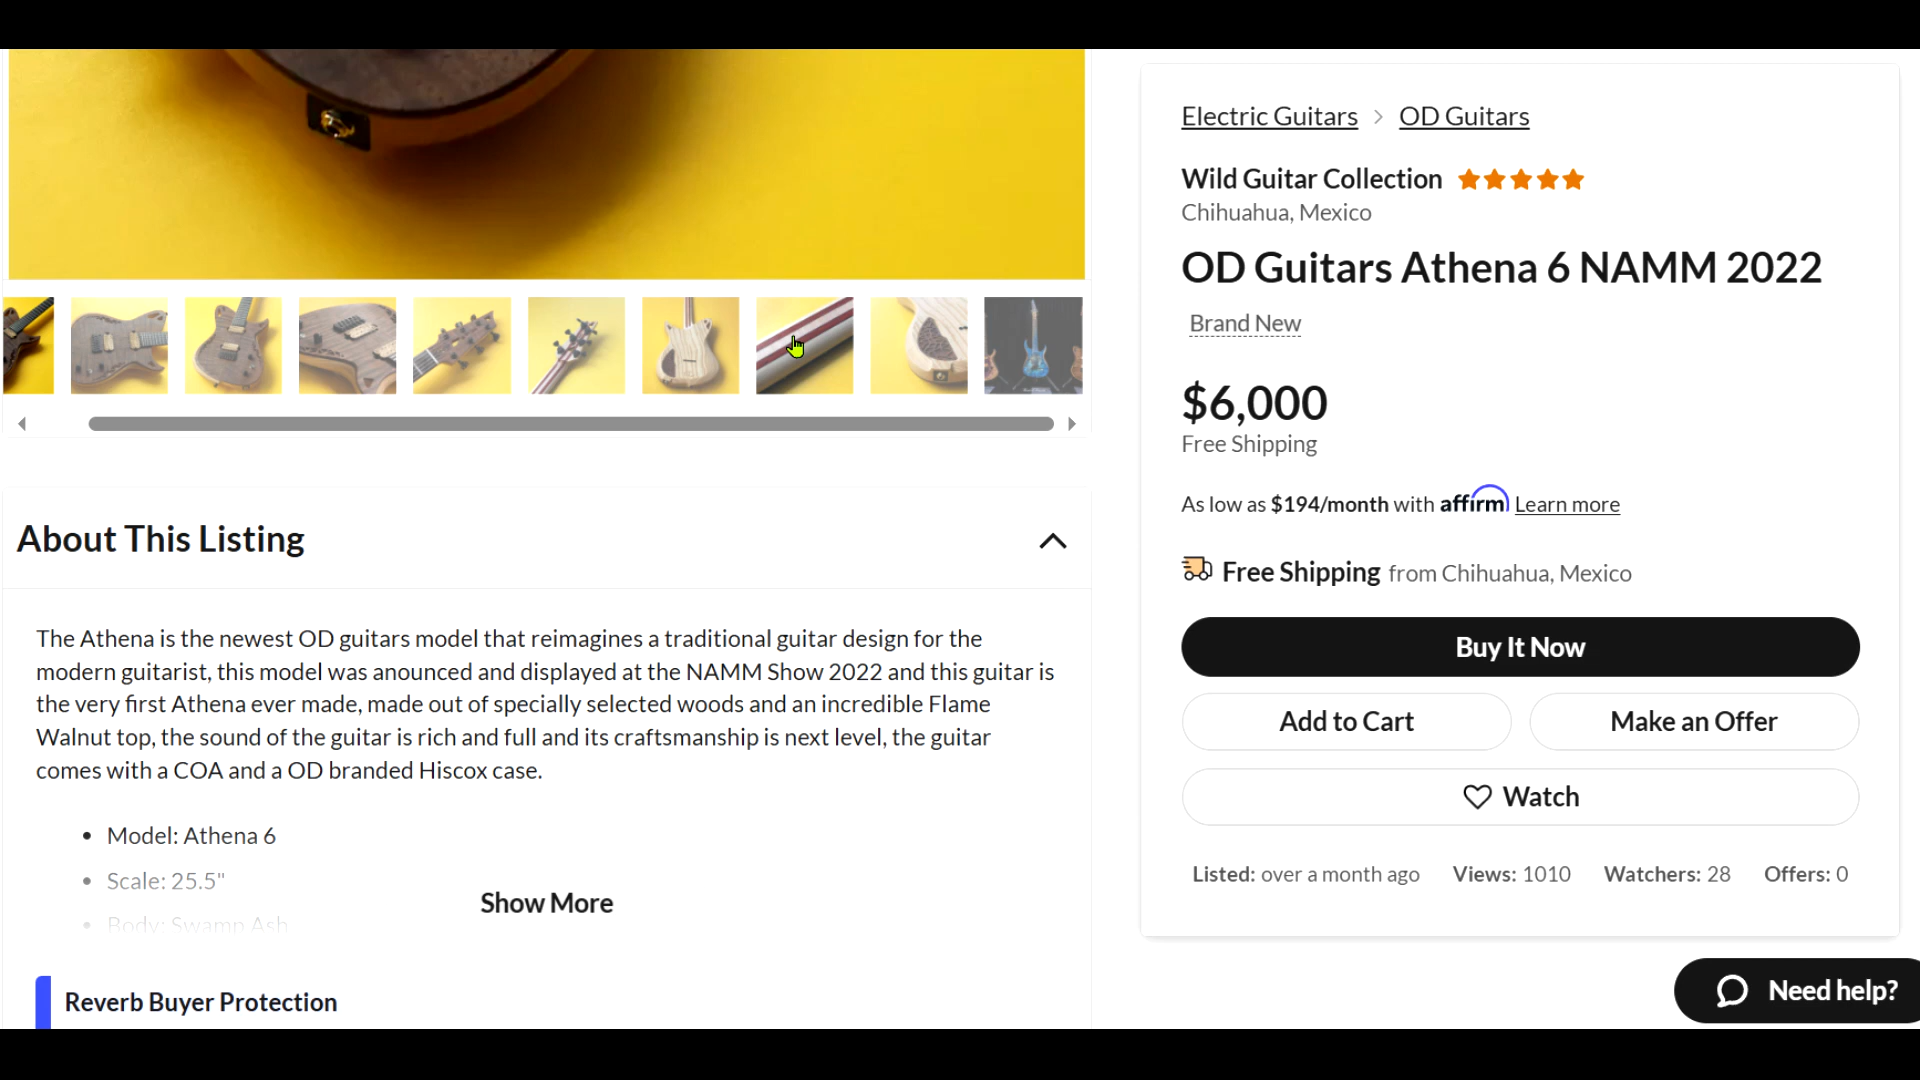 Electric Guitars > OD Guitars
Wild Guitar Collection
Chihuahua, Mexico
OD Guitars Athena 6 NAMM 2022
Brand New
$6,000
Free Shipping
As low as $194/month with affirm Learn more
Free Shipping from Chihuahua, Mexico
Buy It Now
Add to Cart
Make an Offer
Watch
Listed: over a month ago Views: 1010 Watchers: 28 Offers: 0
About This Listing
The Athena is the newest OD guitars model that reimagines a traditional guitar design for the
modern guitarist, this model was anounced and displayed at the NAMM Show 2022 and this guitar is
the very first Athena ever made, made out of specially selected woods and an incredible Flame
Walnut top, the sound of the guitar is rich and full and its craftsmanship is next level, the guitar
comes with a COA and a OD branded Hiscox case.
• Model: Athena 6
• Scale: 25.5"
• Body: Swamp Ash
Show More
Reverb Buyer Protection
Need help?